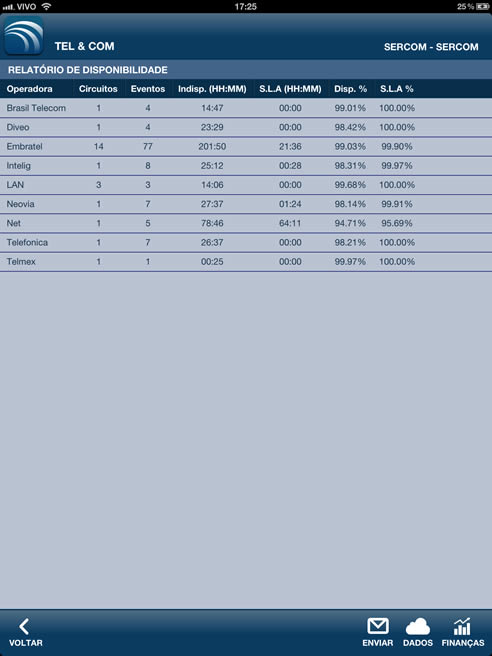 VIVO 17:25 25 %
TEL & COM SERCOM - SERCOM
RELATÓRIO DE DISPONIBILIDADE
Operadora Circuitos Eventos Indisp. (HH:MM) S.L.A (HH:MM) Disp. % S.L.A %
Brasil Telecom 1 4 14:47 00:00 99.01% 100.00%
Diveo 1 4 23:29 00:00 98.42% 100.00%
Embratel 14 77 201:50 21:36 99.03% 99.90%
Intelig 1 8 25:12 00:28 98.31% 99.97%
LAN 3 3 14:06 00:00 99.68% 100.00%
Neovia 1 7 27:37 01:24 98.14% 99.91%
Net 1 5 78:46 64:11 94.71% 95.69%
Telefonica 1 7 26:37 00:00 98.21% 100.00%
Telmex 1 1 00:25 00:00 99.97% 100.00%
VOLTAR ENVIAR DADOS FINANÇAS